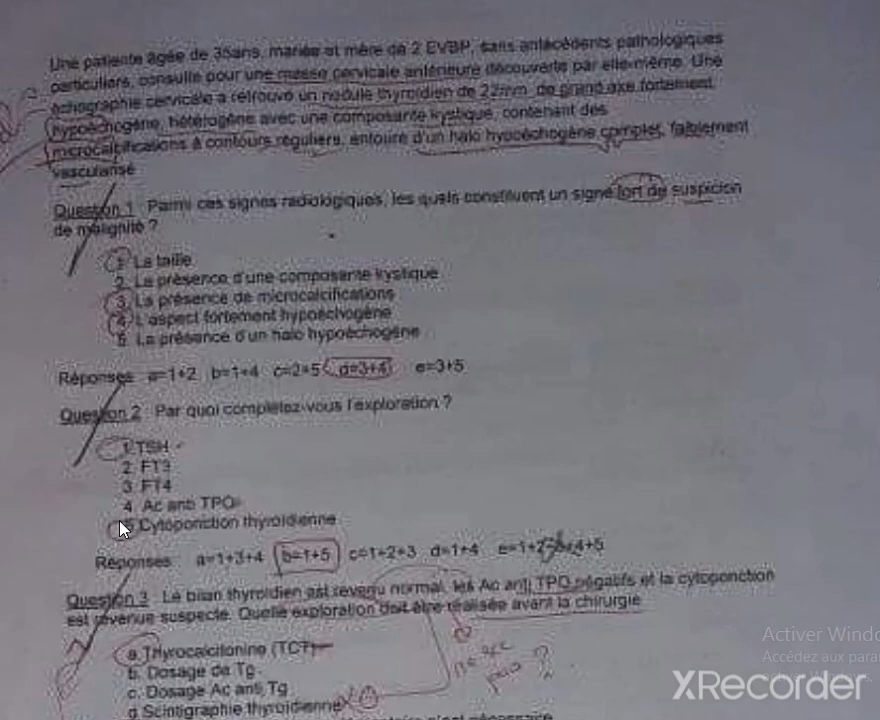 Une patiente âgée de 35ans, mariée et mère de 2 EVBP, sans antécédents pathologiques
particuliers, consulte pour une masse cervicale antérieure découverte par elle-même. Une
échographie cervicale a retrouvé un nodule thyroïdien de 22mm de grand axe fortement
hypoéchogène, hétérogène avec une composante kystique, contenant des
microcalcifications à contours réguliers, entouré d'un halo hypoéchogène complet, faiblement
vascularisé
Question 1 Parmi ces signes radiologiques, les quels constituent un signe fort de suspicion
de malignité ?
1 La taille
2. La présence d'une composante kystique
3. La présence de microcalcifications
4. L'aspect fortement hypoéchogène
5. La présence d'un halo hypoéchogène
Réponses a=1+2 b=1+4 c=2+5 d=3+4 e=3+5
Question 2 Par quoi complétez-vous l'exploration ?
1 TSH
2 FT3
3 FT4
4 Ac anti TPO
5 Cytoponction thyroïdienne
Réponses a=1+3+4 b=1+5 c=1+2+3 d=1+4 e=1+2 4+5
Question 3 Le bilan thyroïdien est revenu normal, les Ac anti TPO négatifs et la cytoponction
est revenue suspecte. Quelle exploration doit être réalisée avant la chirurgie
a. Thyrocalcitonine (TCT)
b. Dosage de Tg
c. Dosage Ac anti Tg
d Scintigraphie thyroïdienne
Activer Windo
Accédez aux para
XRecorder